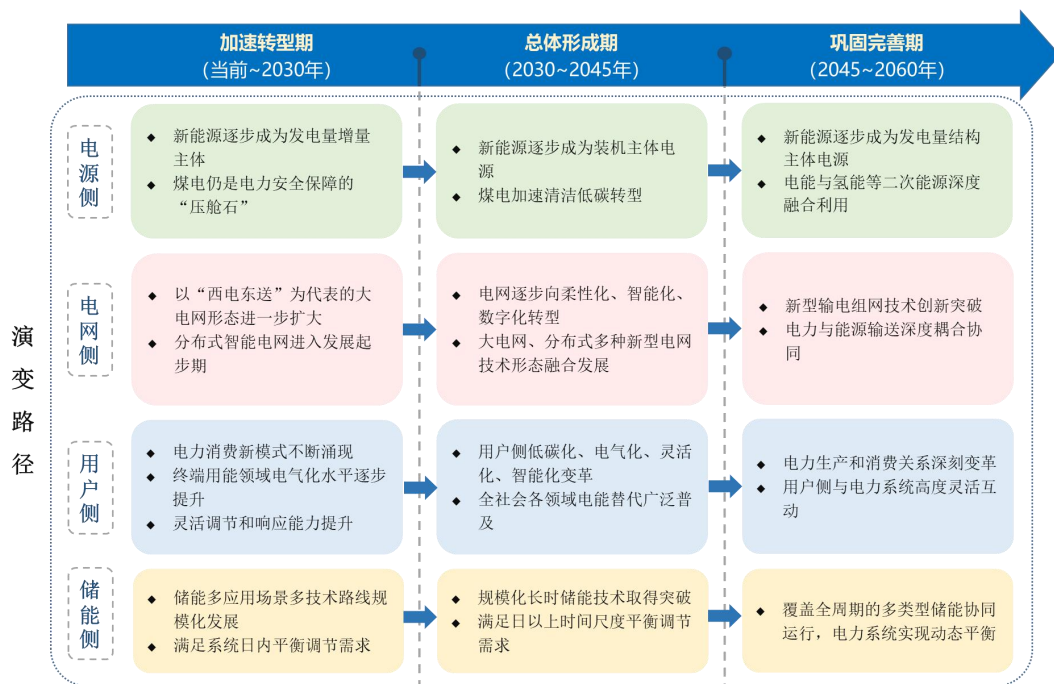 加速转型期
(当前~2030年)
总体形成期
(2030~2045年)
巩固完善期
(2045~2060年)
演变路径
电源侧
◆ 新能源逐步成为发电量增量
主体
◆ 煤电仍是电力安全保障的
“压舱石”
◆ 新能源逐步成为装机主体电
源
◆ 煤电加速清洁低碳转型
◆ 新能源逐步成为发电量结构
主体电源
◆ 电能与氢能等二次能源深度
融合利用
电网侧
◆ 以“西电东送”为代表的大
电网形态进一步扩大
◆ 分布式智能电网进入发展起
步期
◆ 电网逐步向柔性化、智能化、
数字化转型
◆ 大电网、分布式多种新型电网
技术形态融合发展
◆ 新型输电组网技术创新突破
◆ 电力与能源输送深度耦合协
同
用户侧
◆ 电力消费新模式不断涌现
◆ 终端用能领域电气化水平逐步
提升
◆ 灵活调节和响应能力提升
◆ 用户侧低碳化、电气化、灵活
化、智能化变革
◆ 全社会各领域电能替代广泛普
及
◆ 电力生产和消费关系深刻变革
◆ 用户侧与电力系统高度灵活互
动
储能侧
◆ 储能多应用场景多技术路线规
模化发展
◆ 满足系统日内平衡调节需求
◆ 规模化长时储能技术取得突破
◆ 满足日以上时间尺度平衡调节
需求
◆ 覆盖全周期的多类型储能协同
运行，电力系统实现动态平衡